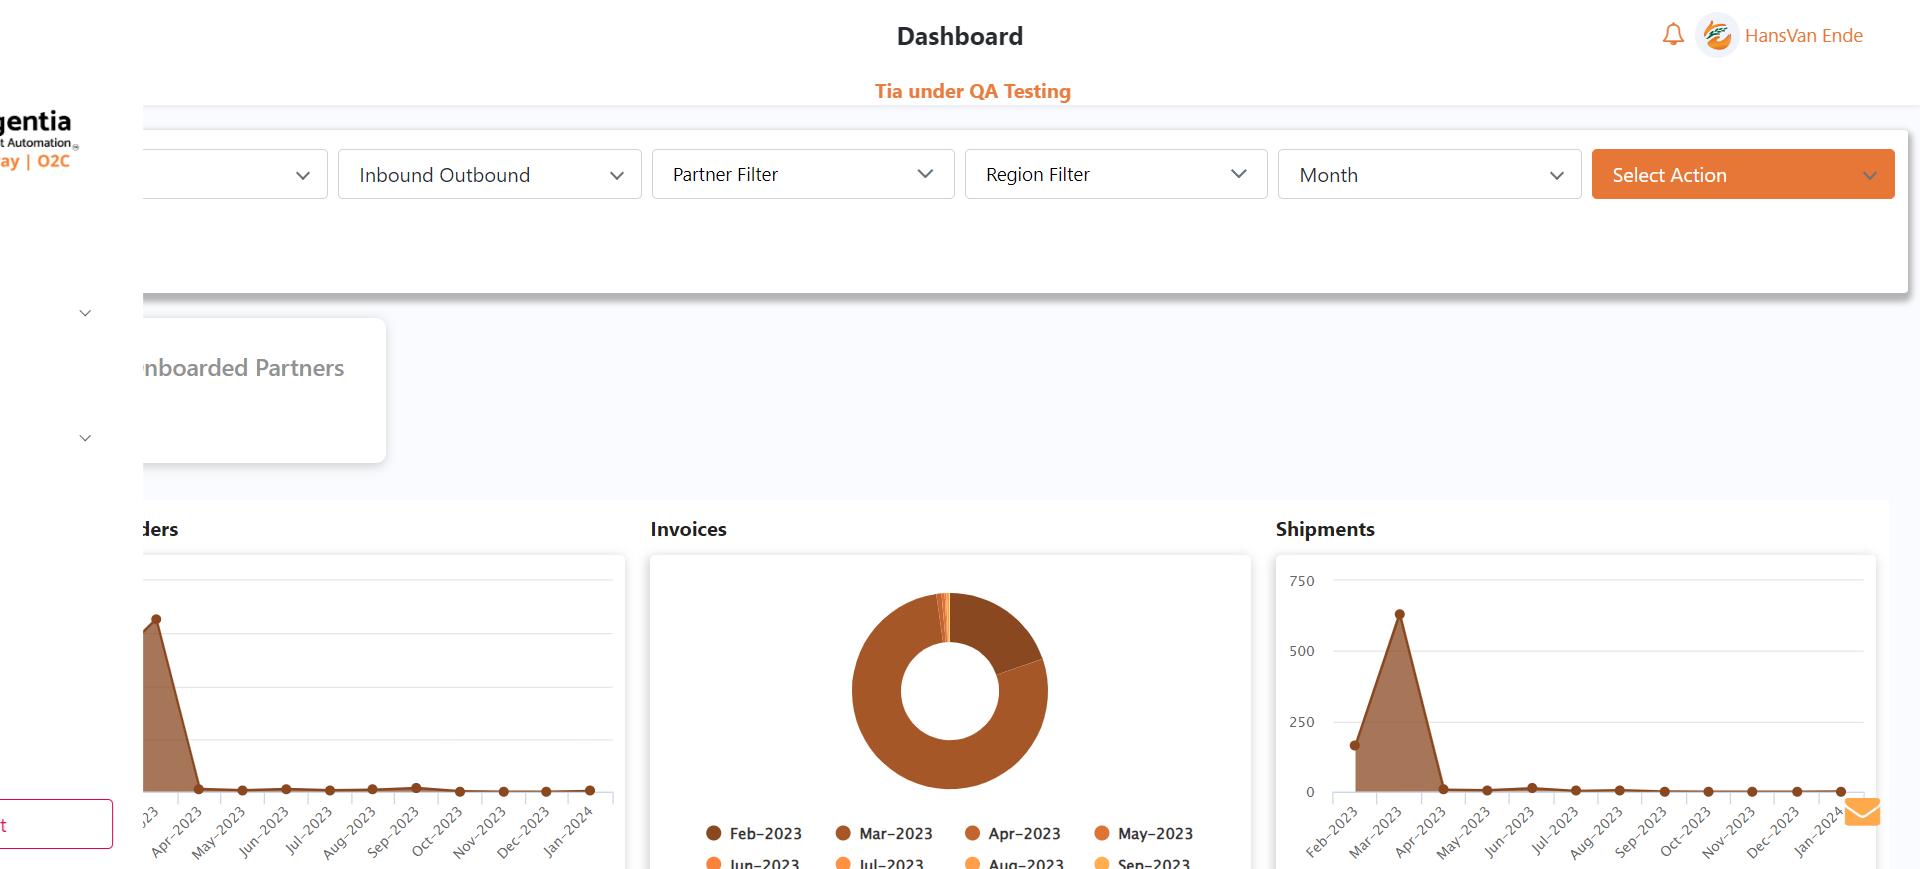 Dashboard
HansVan Ende
Tia under QA Testing
gentia
t Automation
ay | O2C
Inbound Outbound
Partner Filter
Region Filter
Month
Select Action
nboarded Partners
ders
Invoices
Shipments
750
500
250
0
23
Apr-2023
May-2023
Jun-2023
Jul-2023
Aug-2023
Sep-2023
Oct-2023
Nov-2023
Dec-2023
Jan-2024
Feb-2023
Mar-2023
Apr-2023
May-2023
Jun-2023
Jul-2023
Aug-2023
Sep-2023
Feb-2023
Mar-2023
Apr-2023
May-2023
Jun-2023
Jul-2023
Aug-2023
Sep-2023
Oct-2023
Nov-2023
Dec-2023
Jan-2024
t